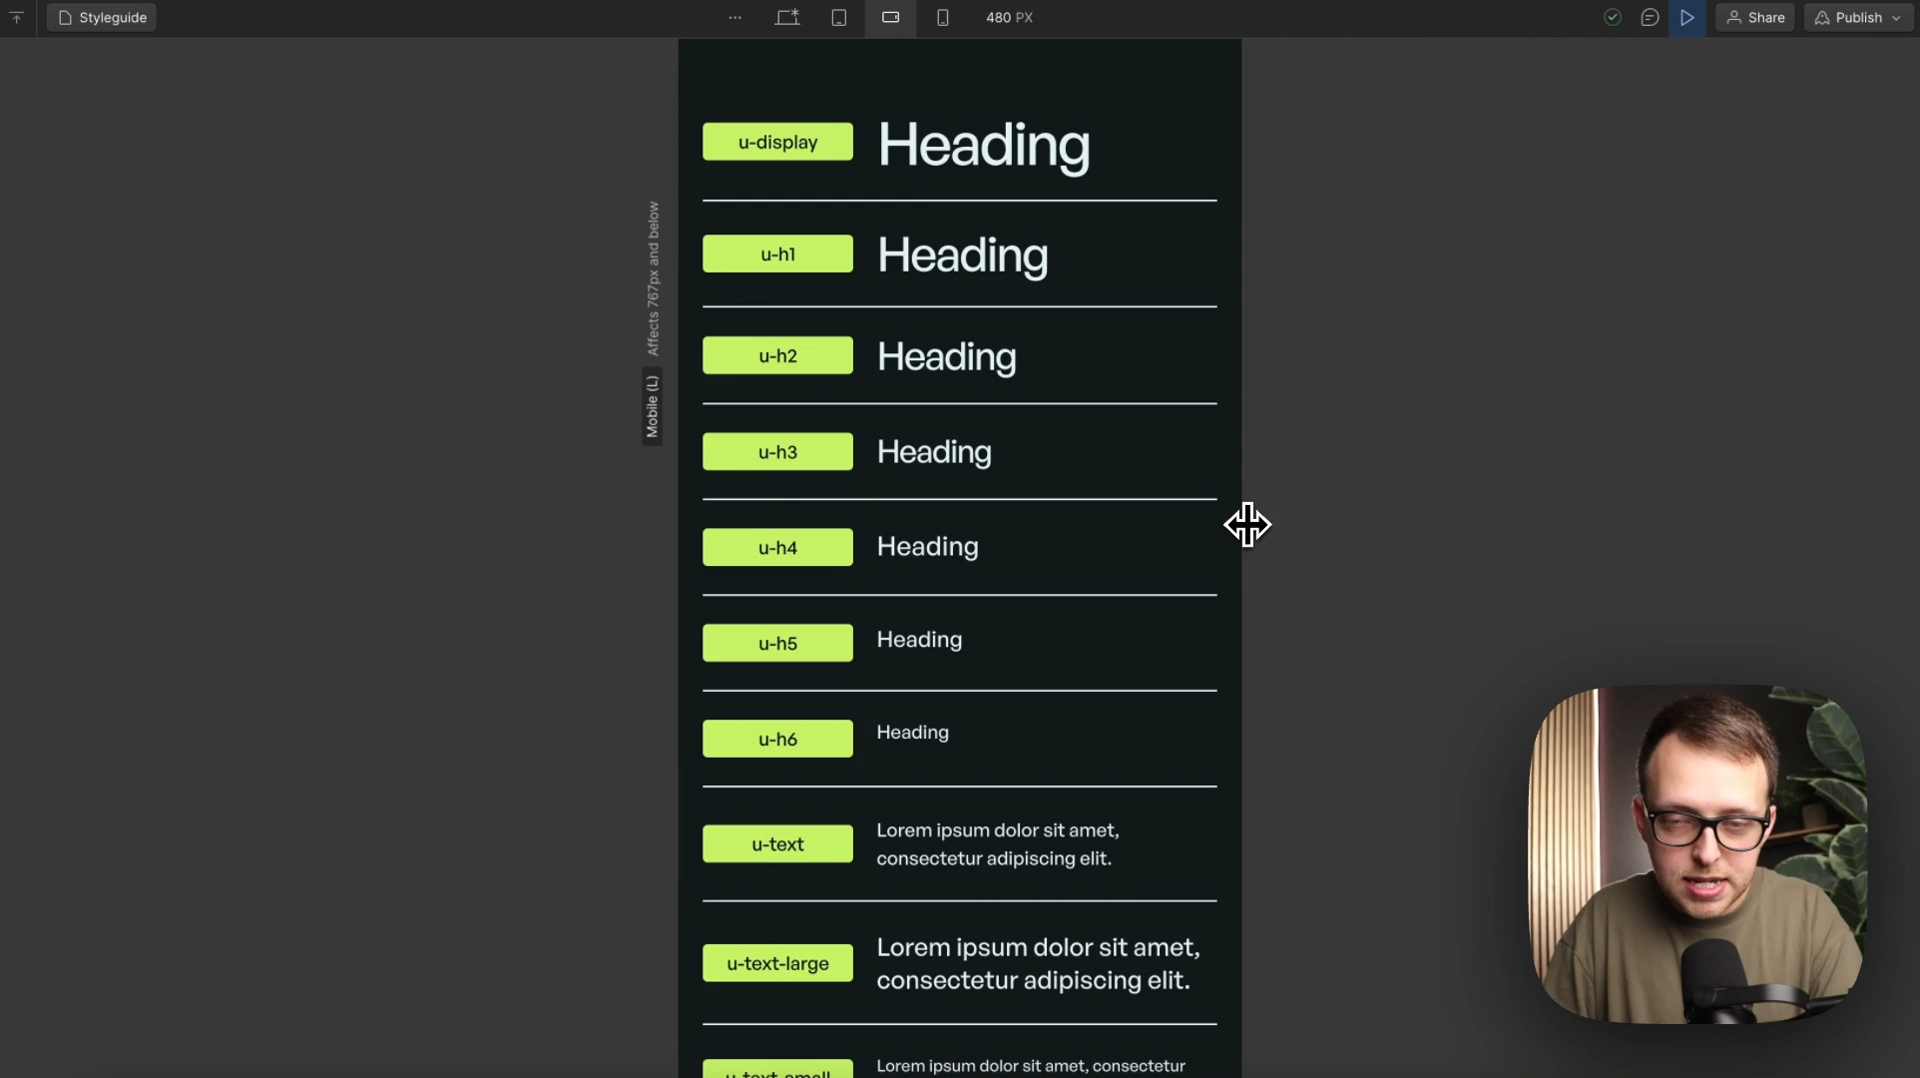 Styleguide
480 PX
Share
Publish
Affects 767px and below
Mobile (L)
u-display
Heading
u-h1
Heading
u-h2
Heading
u-h3
Heading
u-h4
Heading
u-h5
Heading
u-h6
Heading
u-text
Lorem ipsum dolor sit amet,
consectetur adipiscing elit.
u-text-large
Lorem ipsum dolor sit amet,
consectetur adipiscing elit.
u-text-small
Lorem ipsum dolor sit amet, consectetur